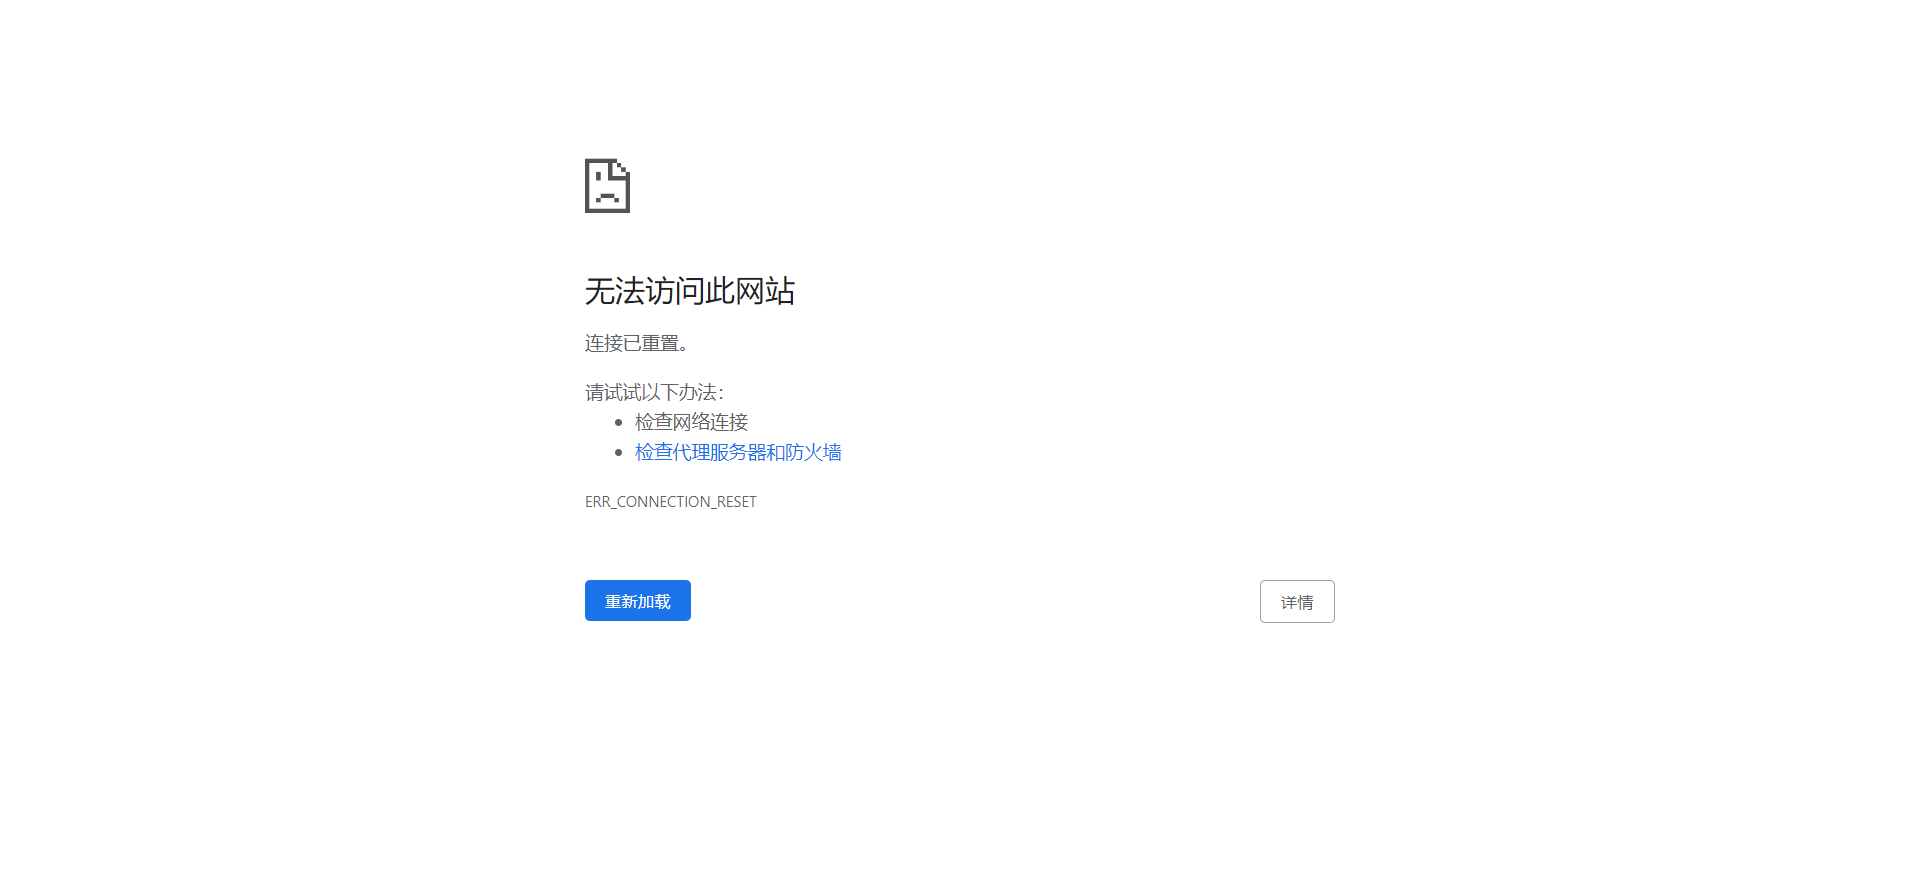 无法访问此网站
连接已重置。
请试试以下办法：
检查网络连接
检查代理服务器和防火墙
ERR_CONNECTION_RESET
重新加载
详情